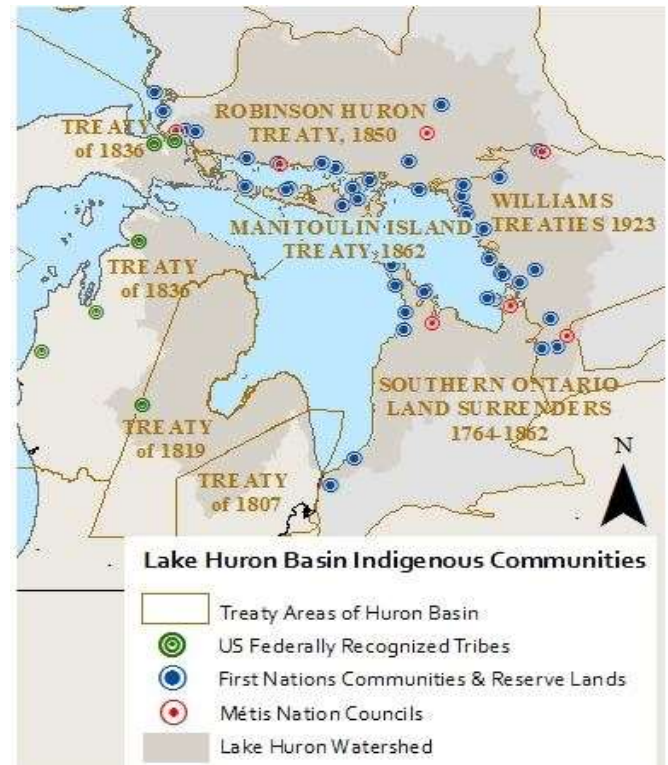 TREATY
of 1836
ROBINSON HURON
TREATY, 1850
WILLIAMS
TREATIES 1923
MANITOULIN ISLAND
TREATY, 1862
TREATY
of 1836
SOUTHERN ONTARIO
LAND SURRENDERS
1764-1862
TREATY
of 1819
TREATY
of 1807
N
Lake Huron Basin Indigenous Communities
Treaty Areas of Huron Basin
US Federally Recognized Tribes
First Nations Communities & Reserve Lands
Métis Nation Councils
Lake Huron Watershed